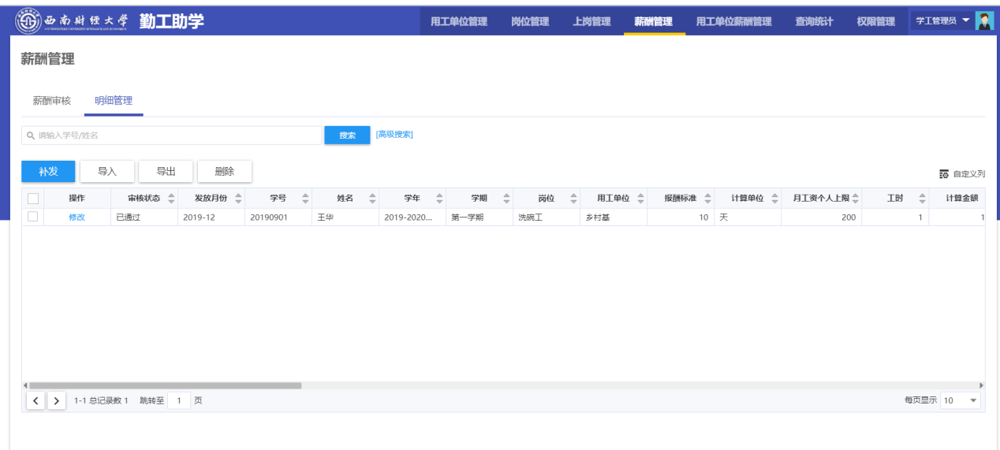 西南财经大学 勤工助学 用工单位管理 岗位管理 上岗管理 薪酬管理 用工单位薪酬管理 查询统计 权限管理 学工管理员
薪酬管理
薪酬审核 明细管理
请输入学号/姓名 搜索 [高级搜索]
补发 导入 导出 删除 自定义列
操作 审核状态 发放月份 学号 姓名 学年 学期 岗位 用工单位 报酬标准 计算单位 月工资个人上限 工时 计算金额
修改 已通过 2019-12 20190901 王华 2019-2020... 第一学期 洗碗工 乡村基 10 天 200 1 1
1-1 总记录数 1 跳转至 1 页 每页显示 10